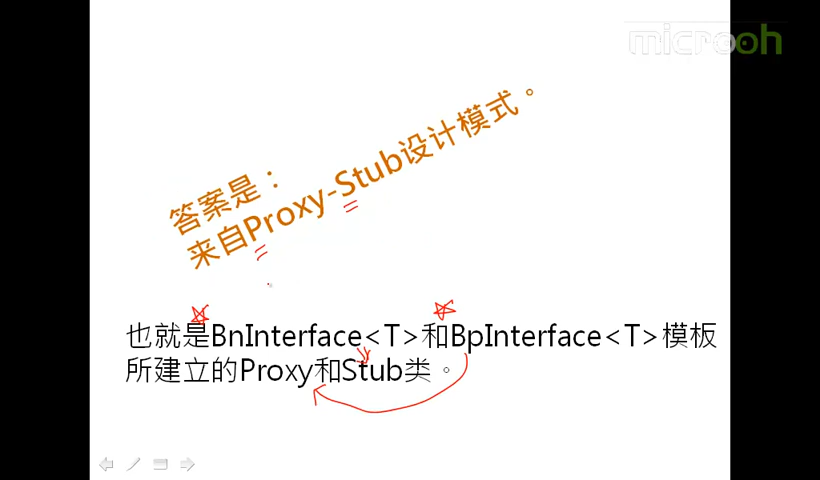 microoh
答案是：
来自Proxy-Stub设计模式。
也就是BnInterface<T>和BpInterface<T>模板
所建立的Proxy和Stub类。